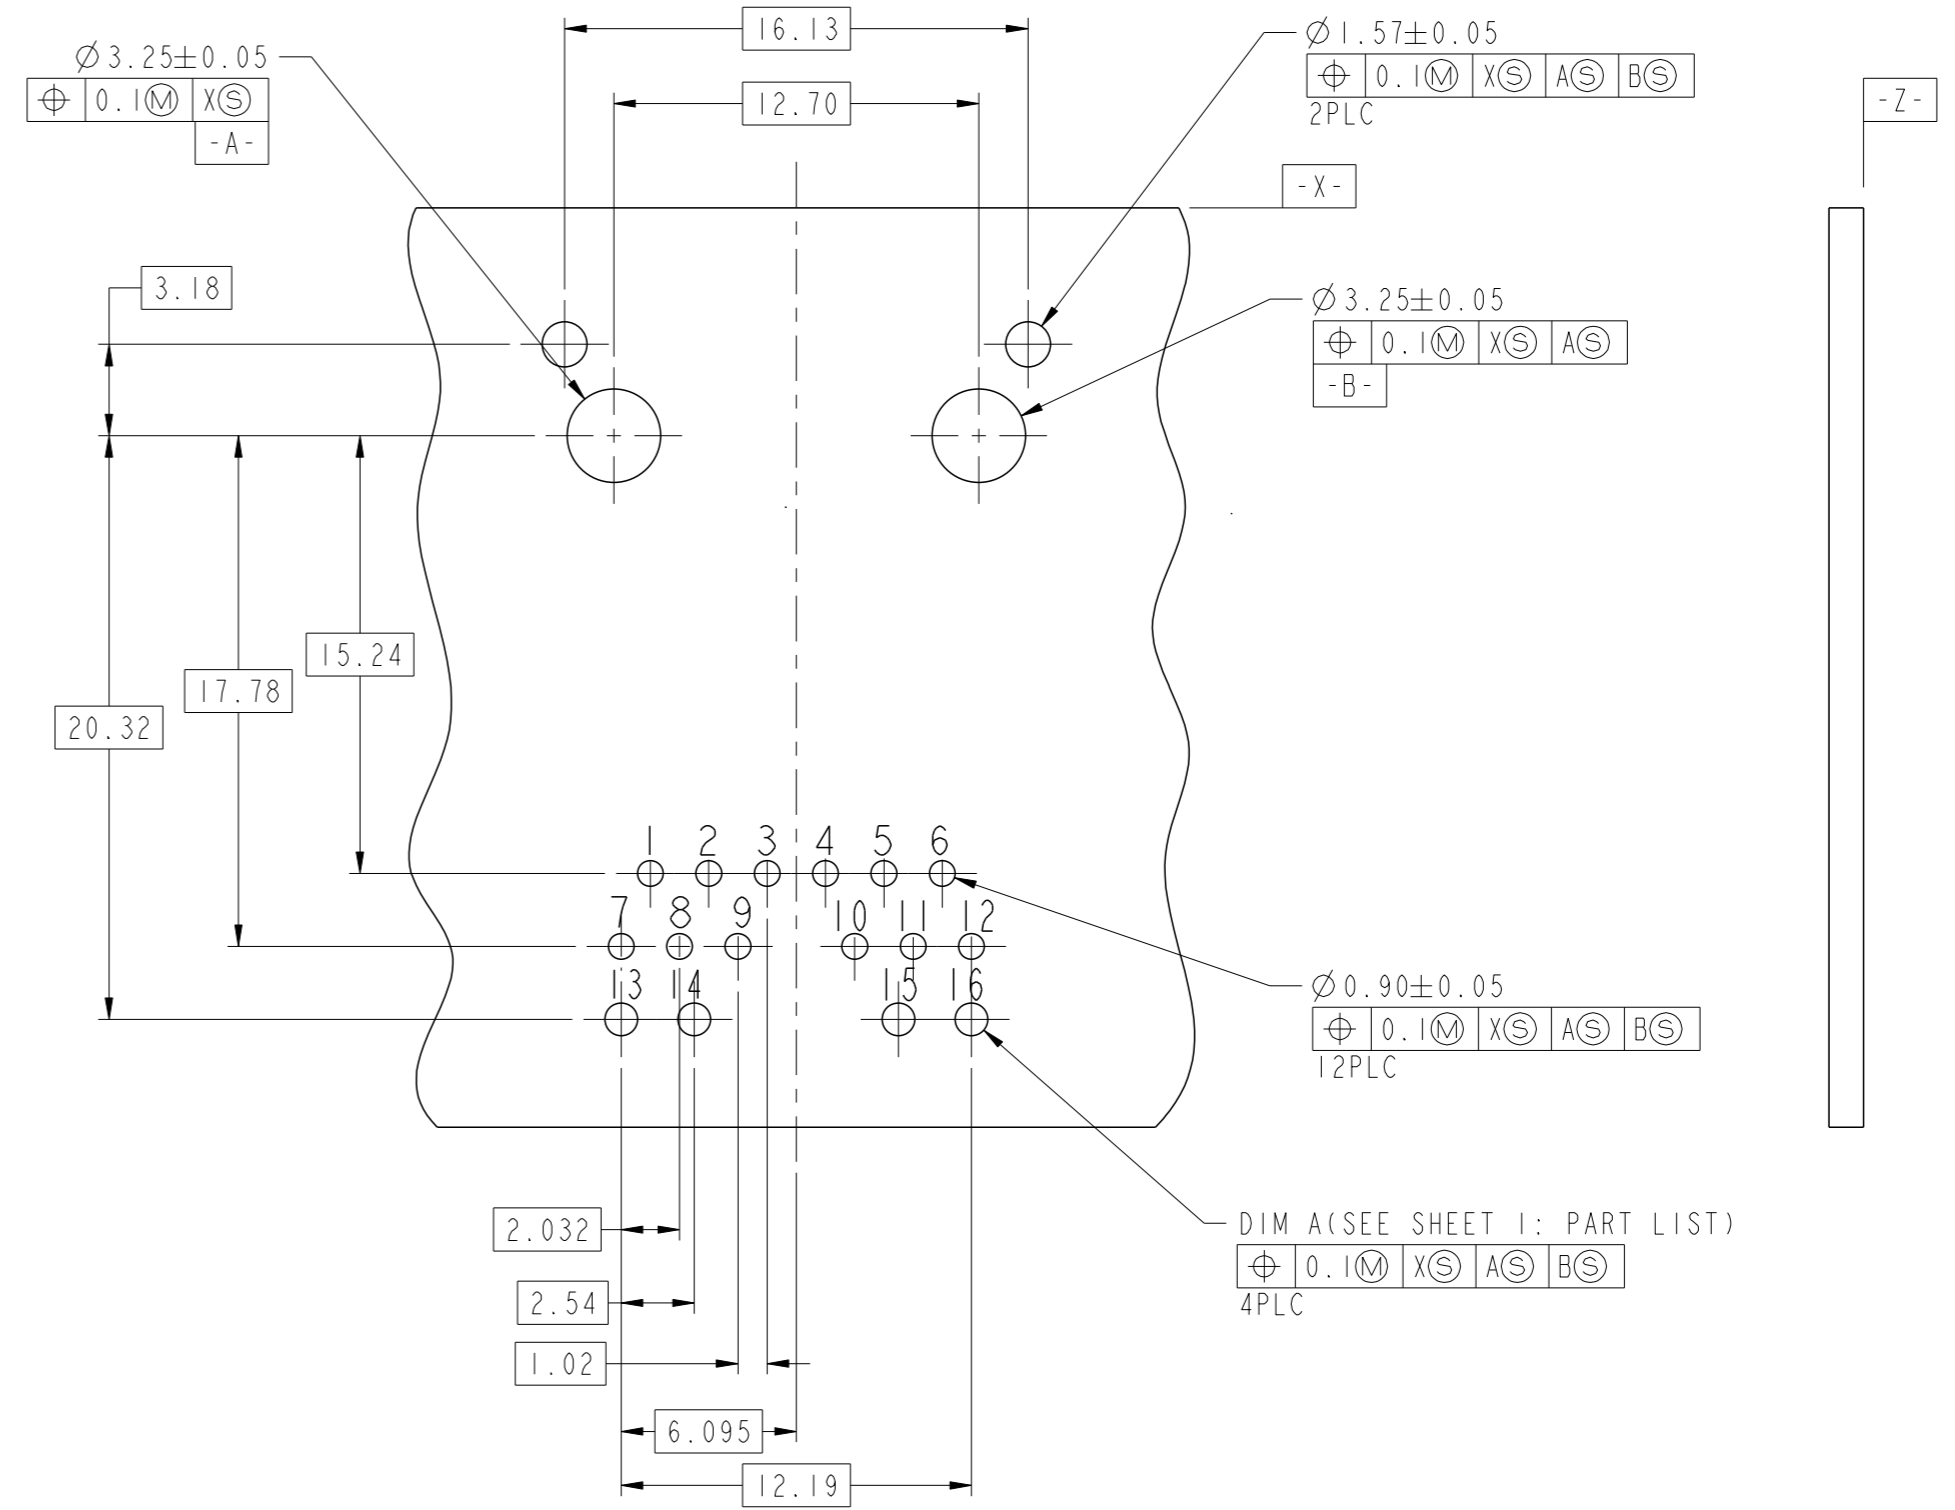 16.13
Ø1.57±0.05
Ø3.25±0.05
⌖ 0.1Ⓜ XⓈ AⓈ BⓈ
2PLC
-Z-
⌖ 0.1Ⓜ XⓈ
-A-
12.70
-X-
3.18
Ø3.25±0.05
⌖ 0.1Ⓜ XⓈ AⓈ
-B-
15.24
17.78
20.32
1 2 3 4 5 6
7 8 9 10 11 12
13 14 15 16
Ø0.90±0.05
⌖ 0.1Ⓜ XⓈ AⓈ BⓈ
12PLC
2.032
DIM A(SEE SHEET 1: PART LIST)
⌖ 0.1Ⓜ XⓈ AⓈ BⓈ
4PLC
2.54
1.02
6.095
12.19